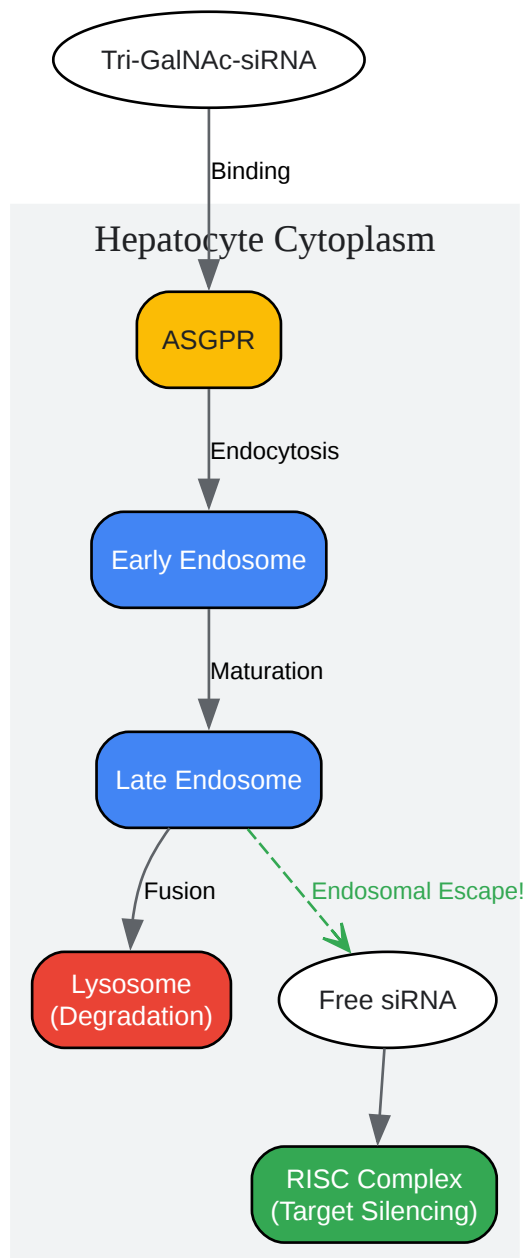 Tri-GalNAc-siRNA
Binding
Hepatocyte Cytoplasm
ASGPR
Endocytosis
Early Endosome
Maturation
Late Endosome
Fusion
Endosomal Escape!
Lysosome
(Degradation)
Free siRNA
RISC Complex
(Target Silencing)